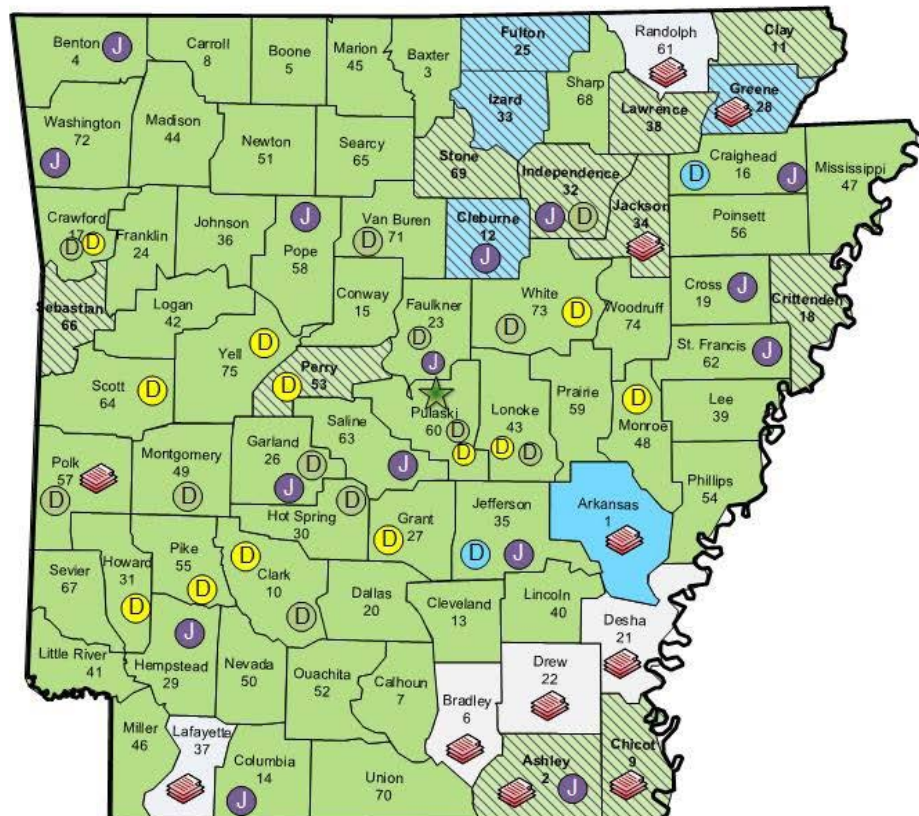 Benton
4
J
Carroll
8
Boone
5
Marion
45
Baxter
3
Fulton
25
Randolph
61
Clay
11
Washington
72
J
Madison
44
Newton
51
Searcy
65
Izard
33
Sharp
68
Lawrence
38
Greene
28
Stone
69
Independence
32
J
D
Jackson
34
Craighead
16
D
J
Mississippi
47
Crawford
17
D
D
Franklin
24
Johnson
36
J
Pope
58
Van Buren
71
D
Cleburne
12
J
Poinsett
56
Sebastian
66
Logan
42
Conway
15
Faulkner
23
D
J
White
73
D
D
Woodruff
74
Cross
19
J
Crittenden
18
Scott
64
D
Yell
75
D
Perry
53
D
St. Francis
62
J
Saline
63
J
Pulaski
60
D
D
Lonoke
43
D
D
Prairie
59
D
Monroe
48
Lee
39
Polk
57
D
Montgomery
49
D
Garland
26
D
J
Hot Spring
30
D
Grant
27
D
Jefferson
35
D
J
Arkansas
1
Phillips
54
Sevier
67
Howard
31
D
Pike
55
D
D
Clark
10
D
Dallas
20
Cleveland
13
Lincoln
40
Desha
21
Little River
41
J
Hempstead
29
Nevada
50
Ouachita
52
Calhoun
7
Bradley
6
Drew
22
Miller
46
Lafayette
37
Columbia
14
J
Union
70
Ashley
2
J
Chicot
9